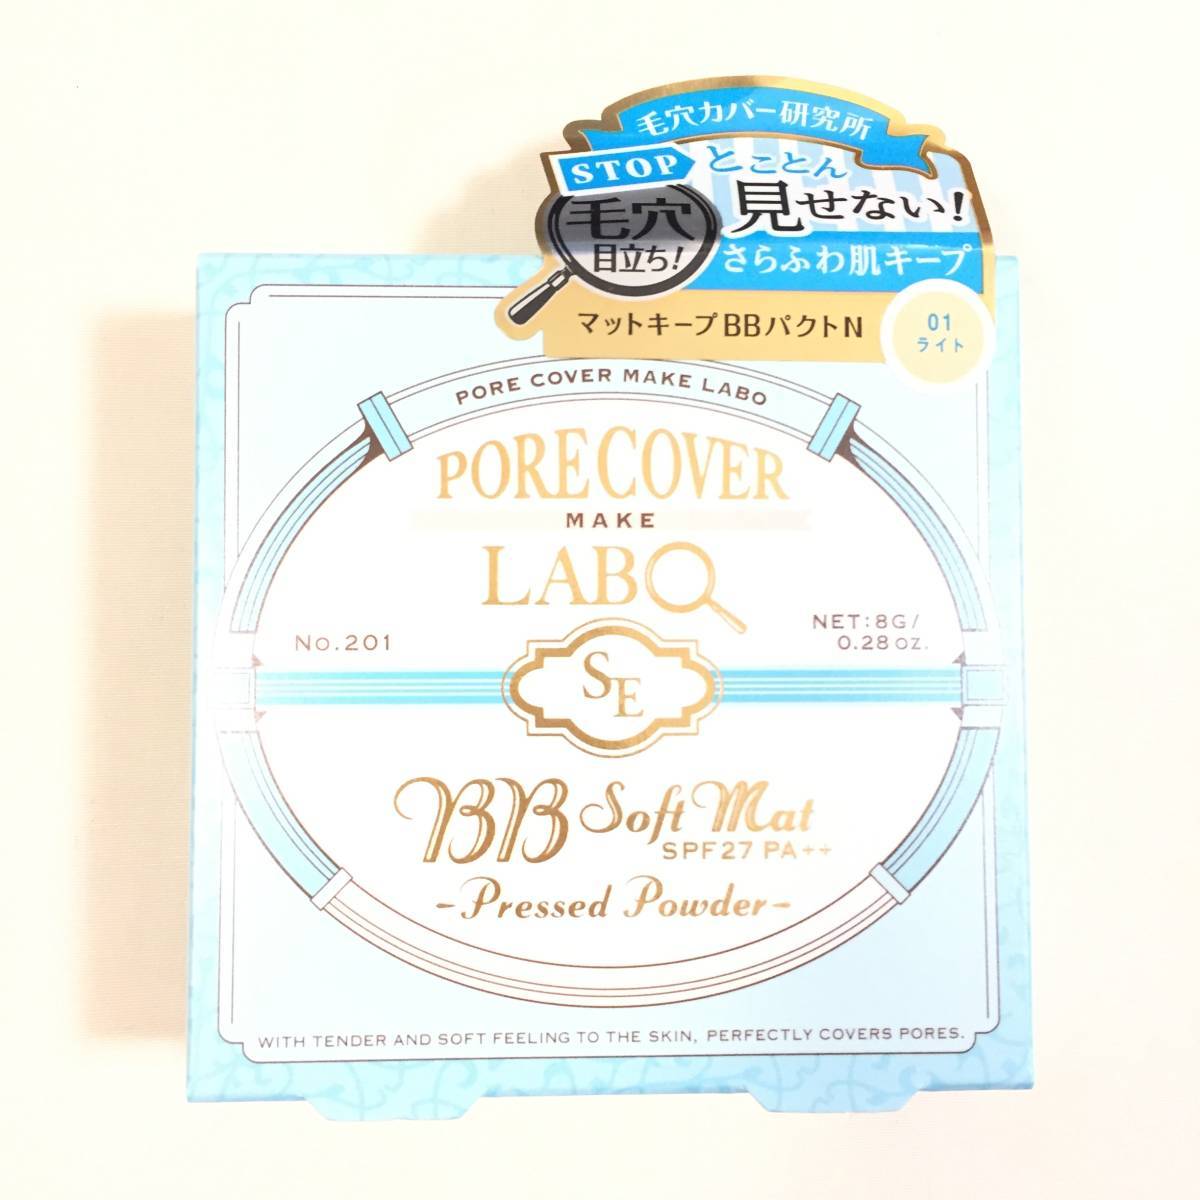 毛穴カバー研究所
STOP
毛穴
目立ち!
とことん
見せない!
さらふわ肌キープ
マットキープBBパクトN
01
ライト
PORE COVER MAKE LABO
PORE COVER
MAKE
LABO
No.201
NET:8G/
0.28oz.
SE
BB Soft Mat
SPF27 PA++
-Pressed Powder-
WITH TENDER AND SOFT FEELING TO THE SKIN, PERFECTLY COVERS PORES.